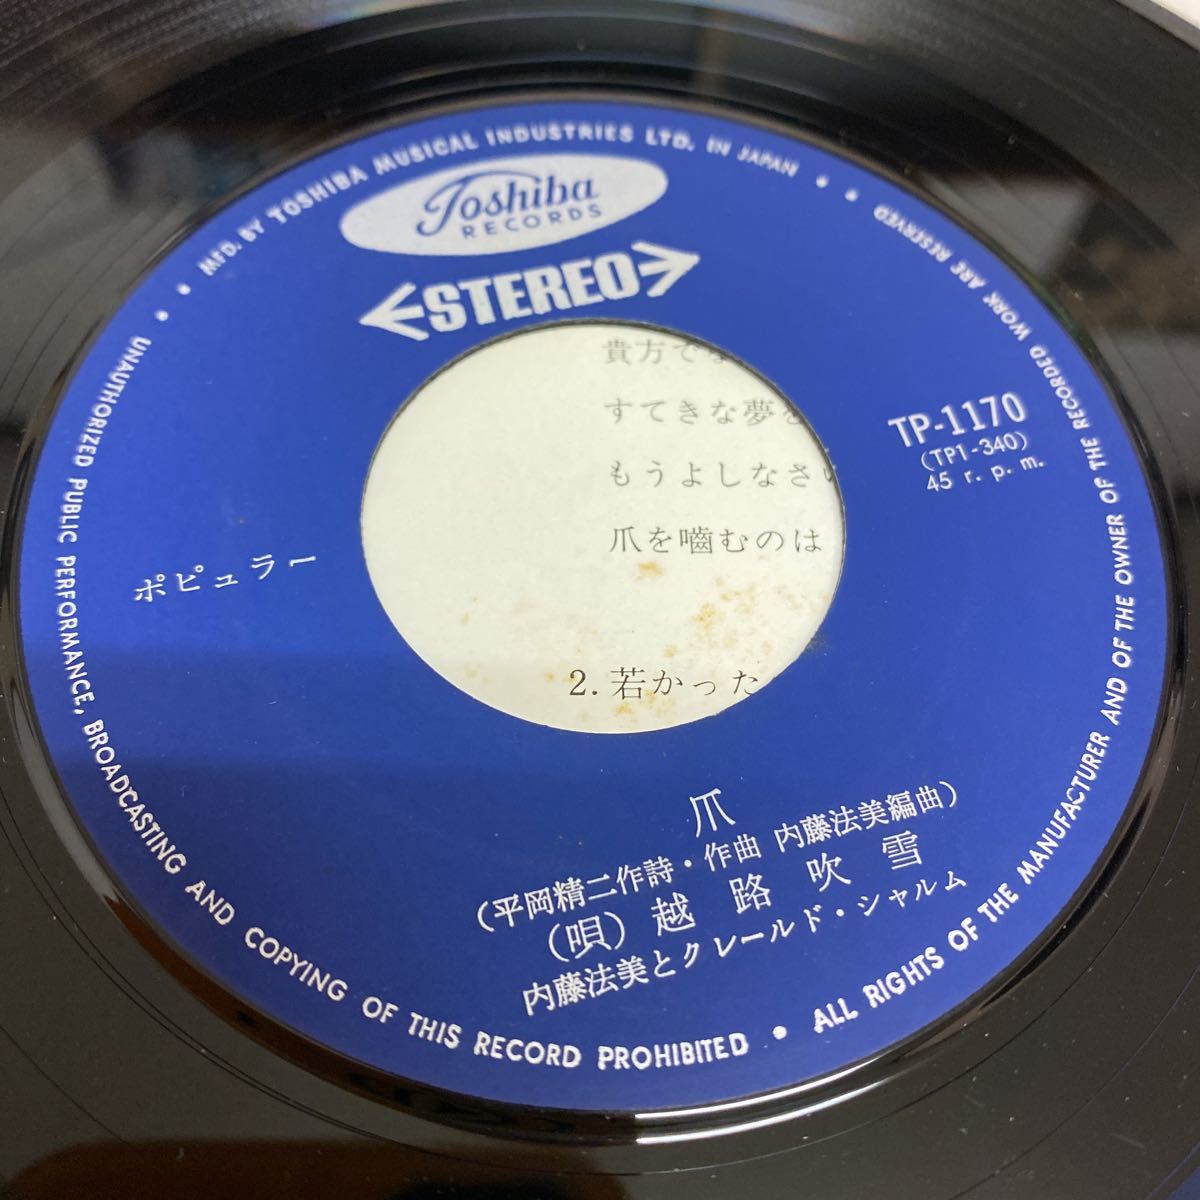 MFD. BY TOSHIBA MUSICAL INDUSTRIES LTD. IN JAPAN
Toshiba
RECORDS
STEREO
貴方で
すてきな夢を
もうよしなさい
爪を噛むのは
2. 若かった
TP-1170
(TP1-340)
45 r. p. m.
ポピュラー
爪
(平岡精二作詩・作曲 内藤法美編曲)
(唄) 越路吹雪
内藤法美とクレールド・シャルム
UNAUTHORIZED PUBLIC PERFORMANCE, BROADCASTING AND COPYING OF THIS RECORD PROHIBITED • ALL RIGHTS OF THE MANUFACTURER AND OF THE OWNER OF THE RECORDED WORK ARE RESERVED